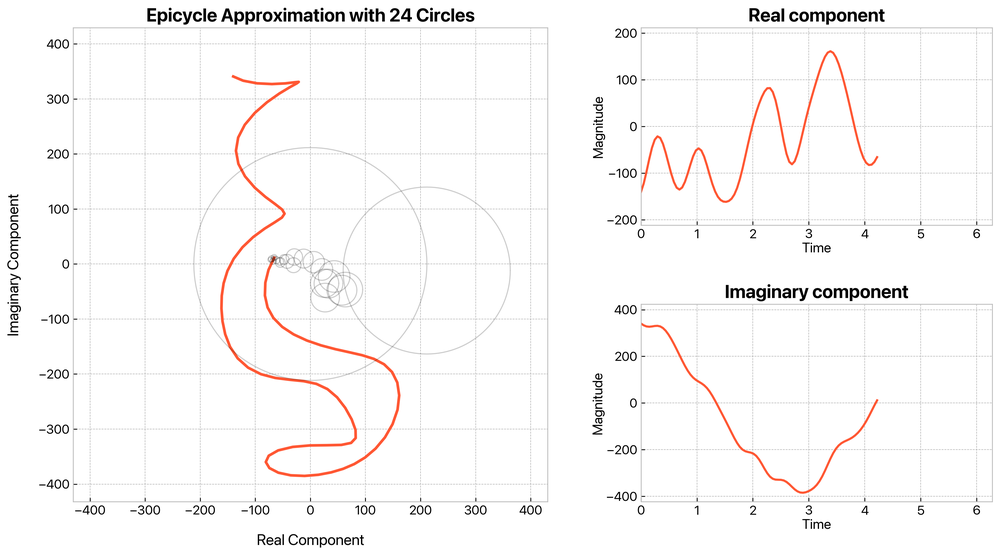 Epicycle Approximation with 24 Circles
Imaginary Component
400
300
200
100
0
−100
−200
−300
−400
−400 −300 −200 −100 0 100 200 300 400
Real Component
Real component
Magnitude
200
100
0
−100
−200
0 1 2 3 4 5 6
Time
Imaginary component
Magnitude
400
200
0
−200
−400
0 1 2 3 4 5 6
Time